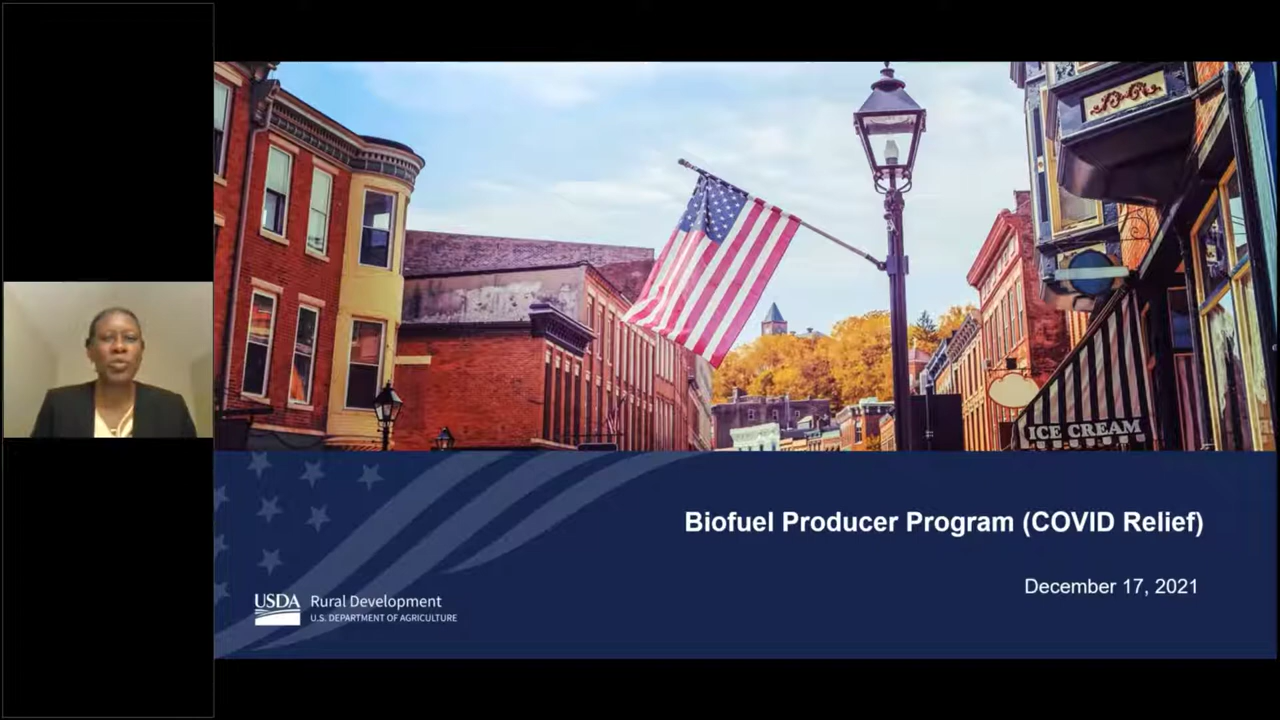 ICE CREAM
Biofuel Producer Program (COVID Relief)
December 17, 2021
USDA Rural Development
U.S. DEPARTMENT OF AGRICULTURE